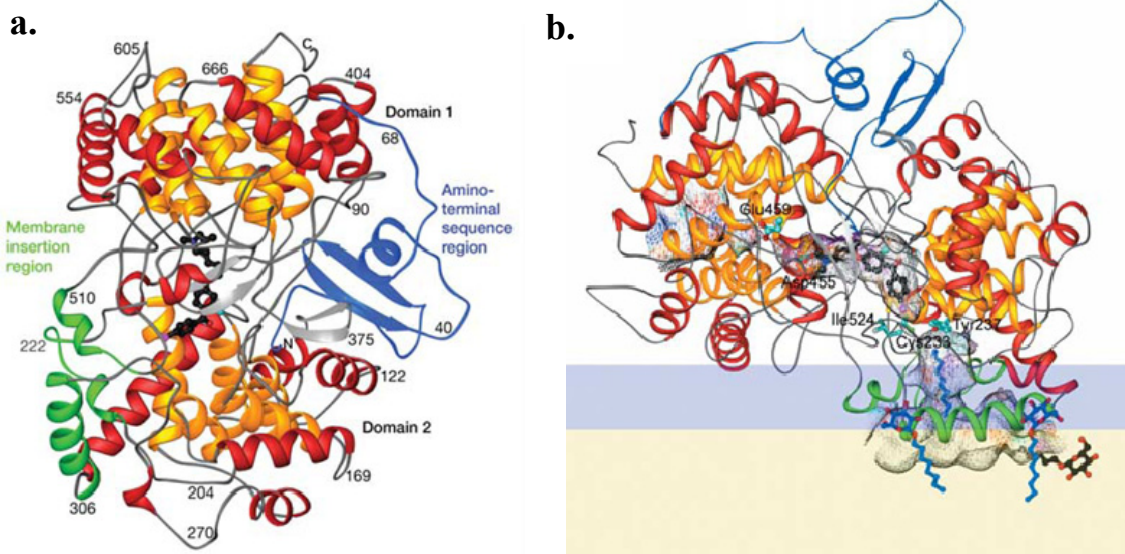 a.
605
C
666
404
554
Domain 1
68
Amino-
terminal
sequence
region
90
Membrane
insertion
region
510
40
222
375
N
122
Domain 2
169
204
306
270
b.
Glu459
Asp455
Ile524
Tyr237
Cys233